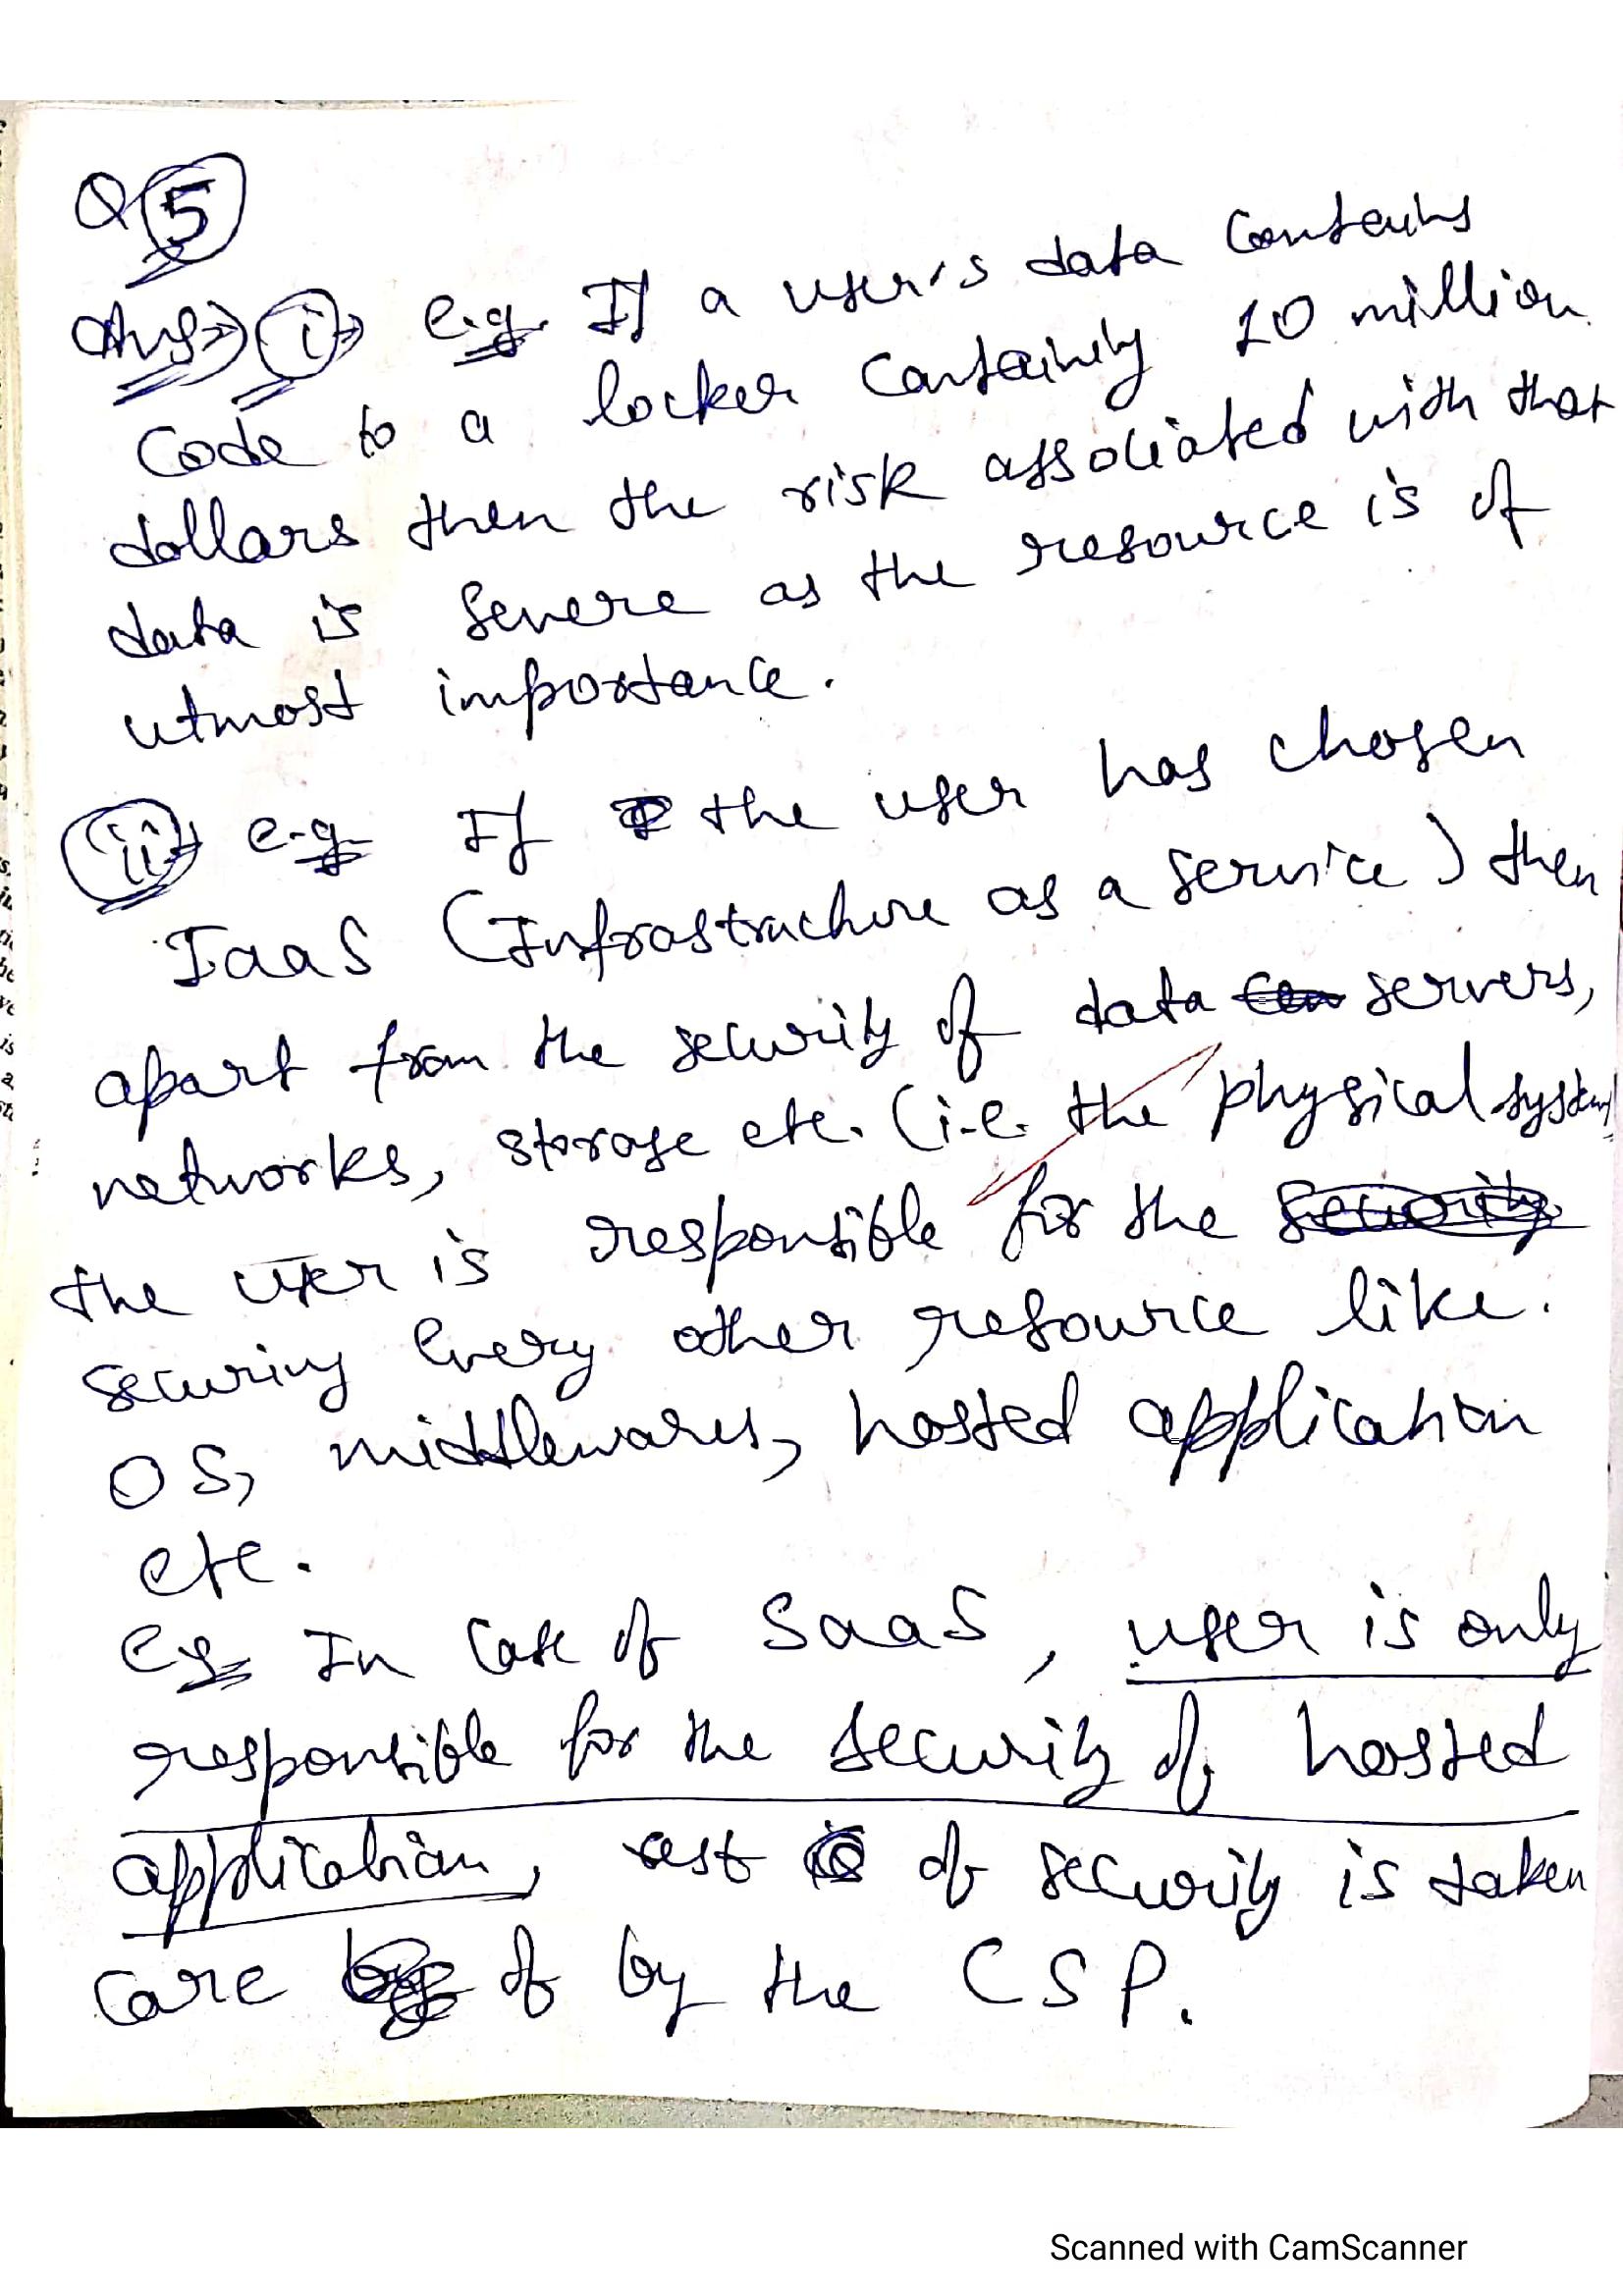 Q 5
Ans → i → e.g. If a user's data contains
code to a locker containing 10 million
dollars then the risk associated with that
data is severe as the resource is of
utmost importance.
ii → e.g. If the user has chosen
IaaS (Infrastructure as a service) then
apart from the security of data servers,
networks, storage etc. (i.e. the physical system
the user is responsible for the security
securing every other resource like.
OS, middlewares, hosted application
etc.
eg In case of SaaS, user is only
responsible for the security of hosted
application, rest of security is taken
care of by the CSP.
Scanned with CamScanner